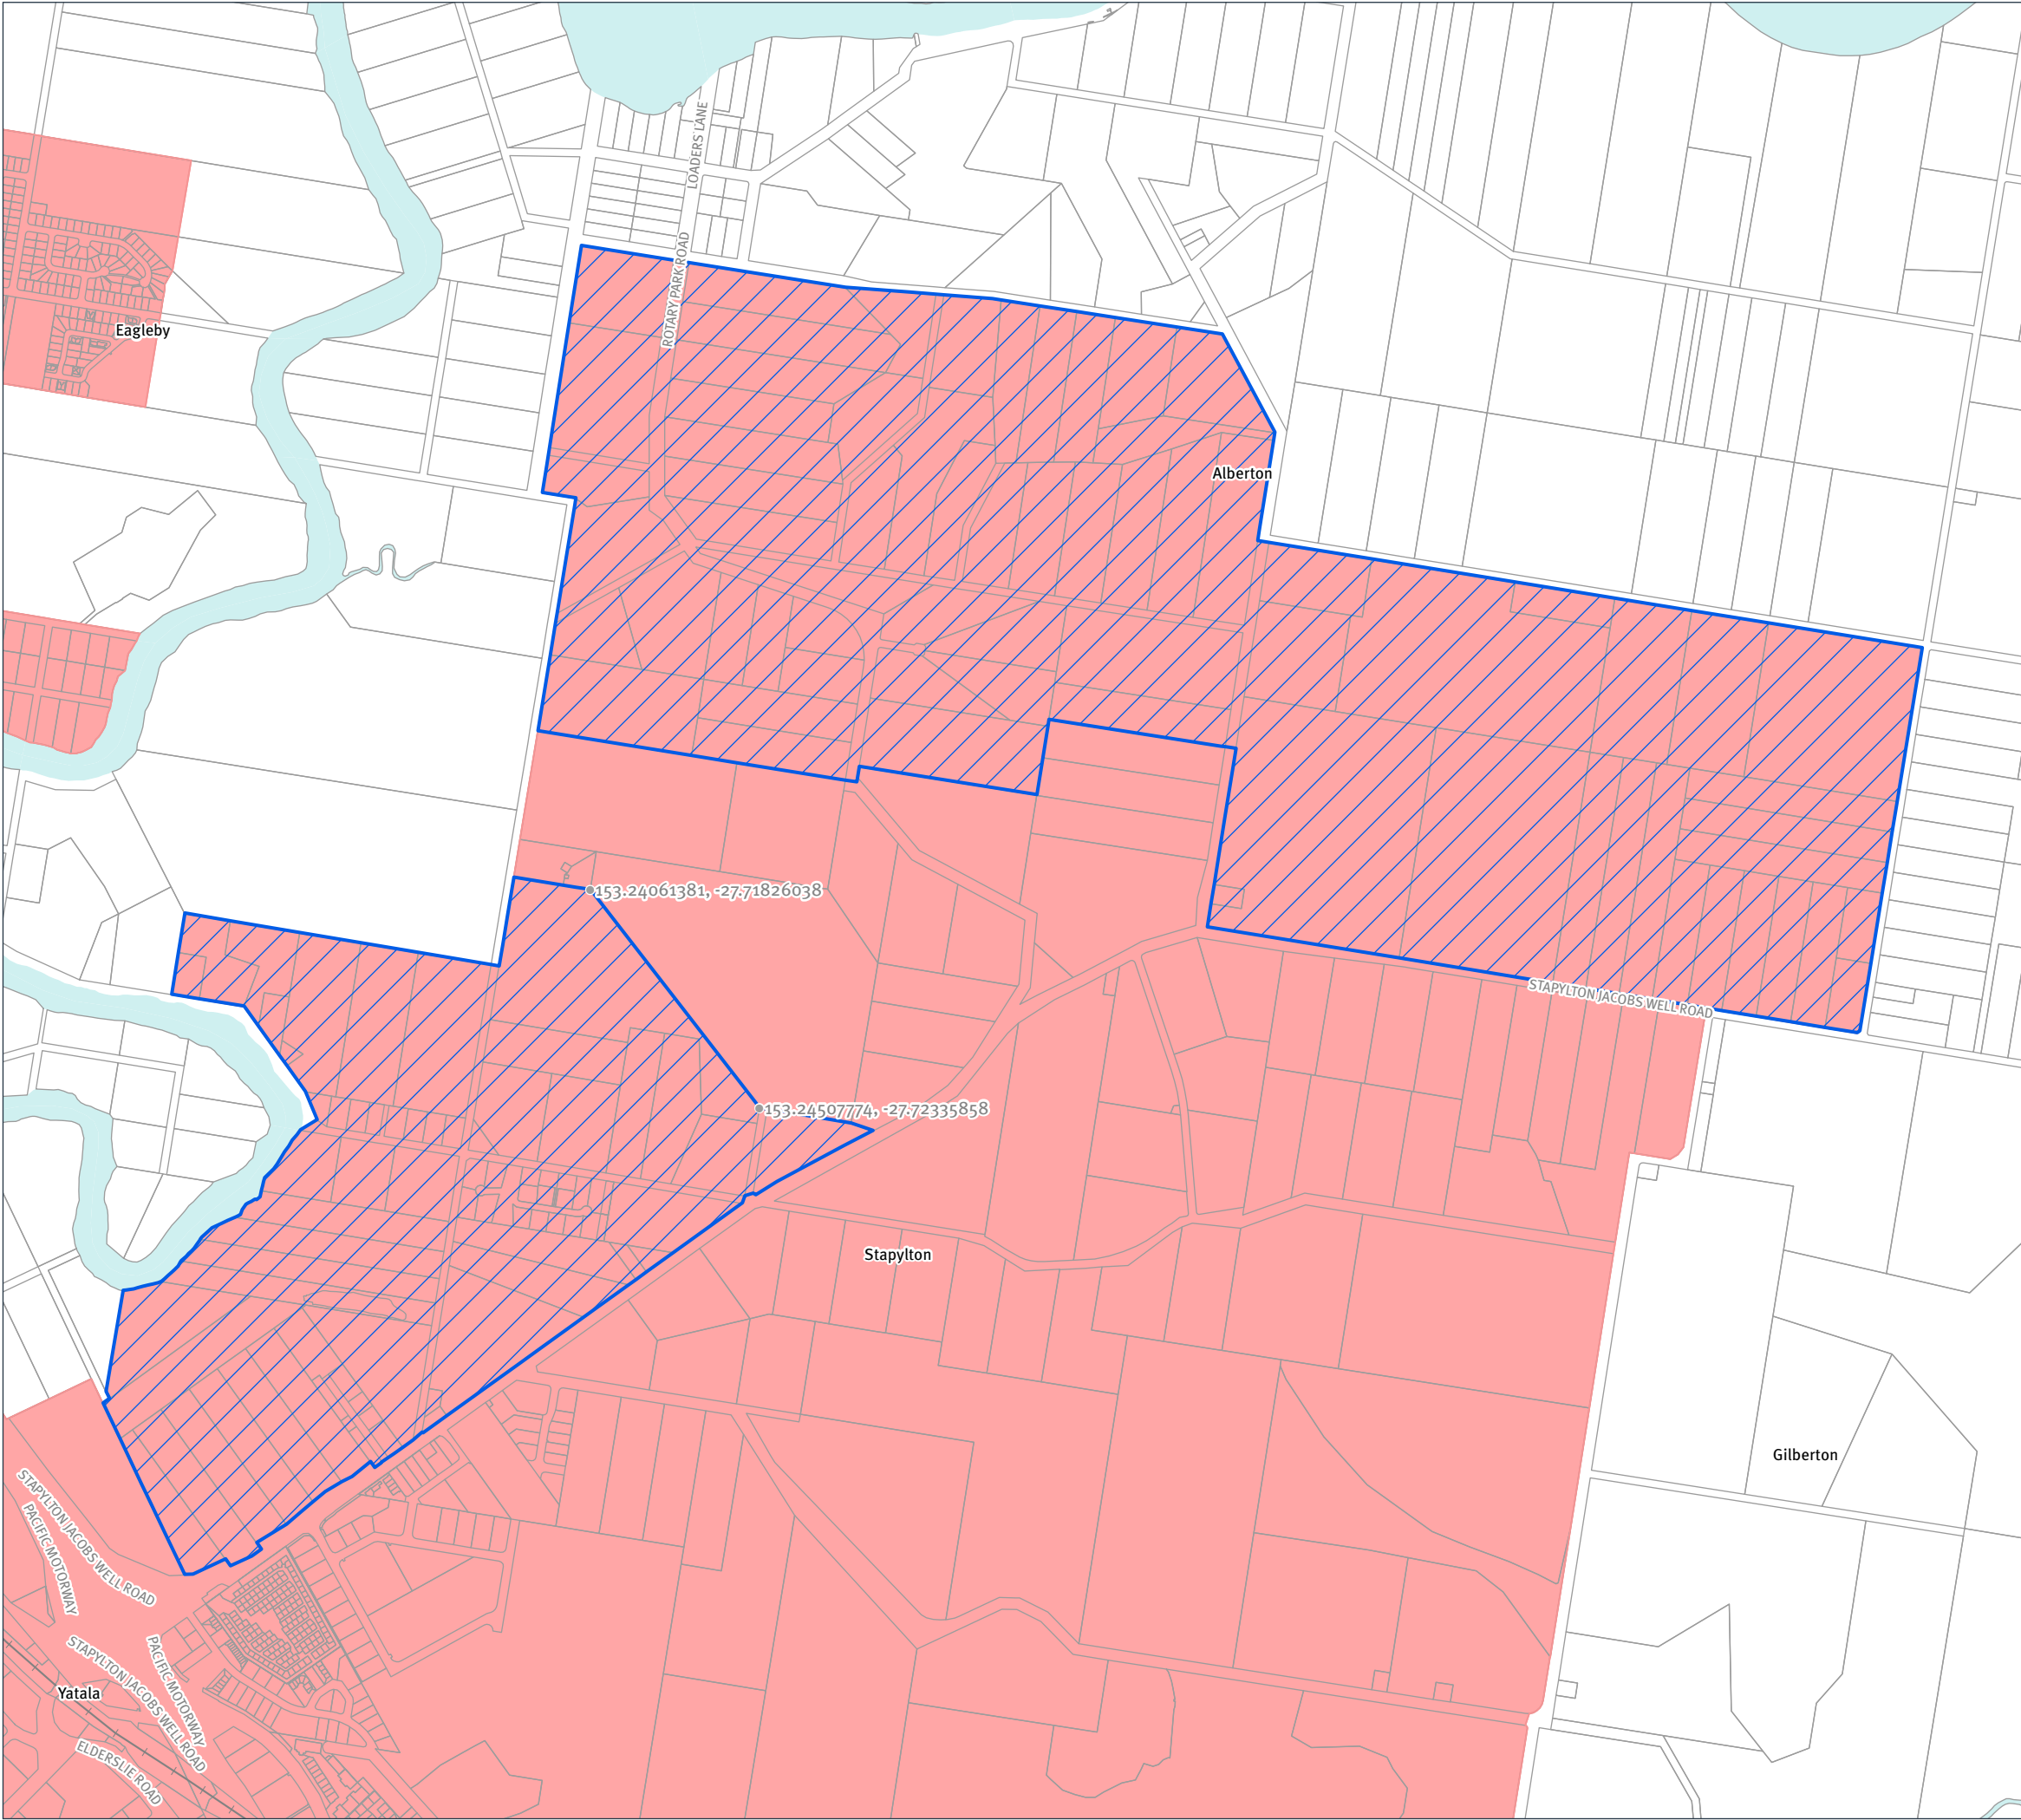 LOADERS LANE
ROTARY PARK ROAD
Eagleby
Alberton
153.24061381, -27.71826038
STAPYLTON JACOBS WELL ROAD
153.24507774, -27.72335858
Stapylton
Gilberton
STAPYLTON JACOBS WELL ROAD
PACIFIC MOTORWAY
STAPYLTON JACOBS WELL ROAD
PACIFIC MOTORWAY
Yatala
ELDERSLIE ROAD